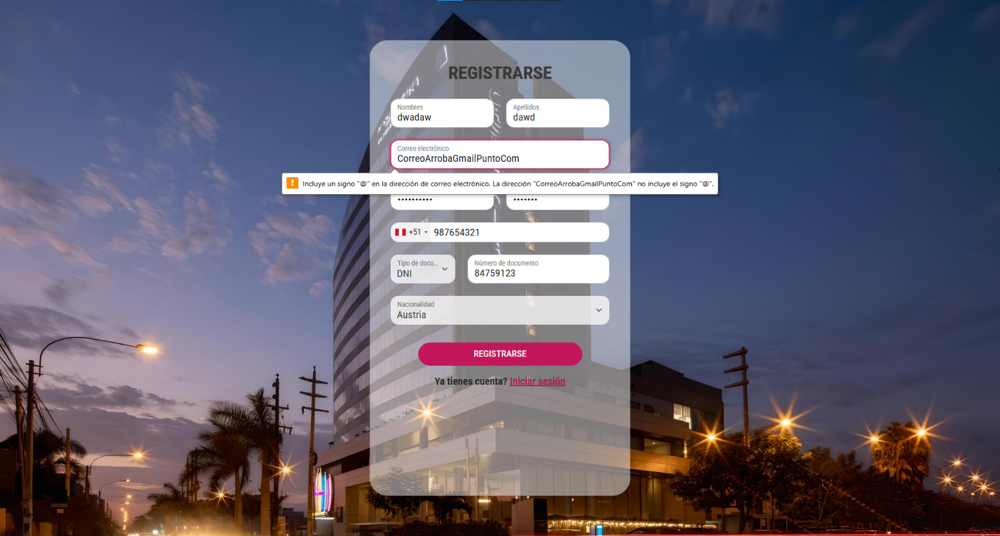 REGISTRARSE
Nombres
dwadaw
Apellidos
dawd
Correo electrónico
CorreoArrobaGmailPuntoCom
Incluye un signo "@" en la dirección de correo electrónico. La dirección "CorreoArrobaGmailPuntoCom" no incluye el signo "@".
••••••••••
•••••••
+51
987654321
Tipo de docu...
DNI
Número de documento
84759123
Nacionalidad
Austria
REGISTRARSE
Ya tienes cuenta? Iniciar sesión